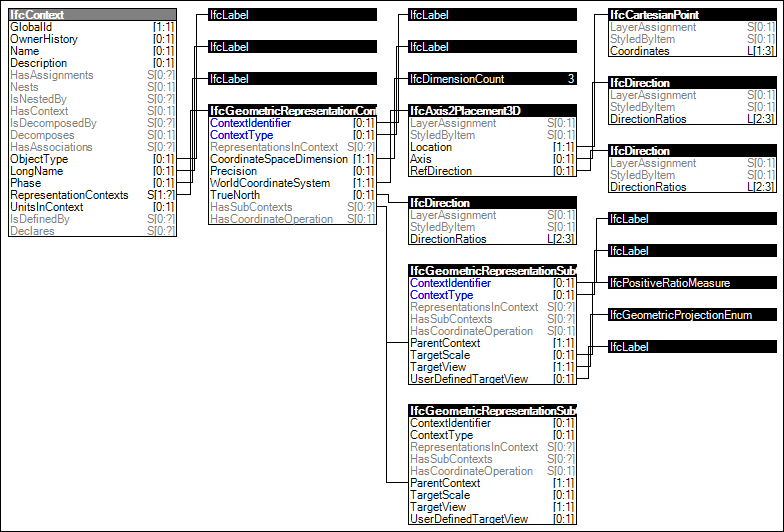 IfcContext
GlobalId [1:1]
OwnerHistory [0:1]
Name [0:1]
Description [0:1]
HasAssignments S[0:?]
Nests S[0:1]
IsNestedBy S[0:?]
HasContext S[0:1]
IsDecomposedBy S[0:?]
Decomposes S[0:1]
HasAssociations S[0:?]
ObjectType [0:1]
LongName [0:1]
Phase [0:1]
RepresentationContexts S[1:?]
UnitsInContext [0:1]
IsDefinedBy S[0:?]
Declares S[0:?]
IfcLabel
IfcLabel
IfcLabel
IfcGeometricRepresentationCon
ContextIdentifier [0:1]
ContextType [0:1]
RepresentationsInContext S[0:?]
CoordinateSpaceDimension [1:1]
Precision [0:1]
WorldCoordinateSystem [1:1]
TrueNorth [0:1]
HasSubContexts S[0:?]
HasCoordinateOperation S[0:1]
IfcLabel
IfcLabel
IfcDimensionCount 3
IfcAxis2Placement3D
LayerAssignment S[0:1]
StyledByItem S[0:1]
Location [1:1]
Axis [0:1]
RefDirection [0:1]
IfcDirection
LayerAssignment S[0:1]
StyledByItem S[0:1]
DirectionRatios L[2:3]
IfcGeometricRepresentationSub
ContextIdentifier [0:1]
ContextType [0:1]
RepresentationsInContext S[0:?]
HasSubContexts S[0:?]
HasCoordinateOperation S[0:1]
ParentContext [1:1]
TargetScale [0:1]
TargetView [1:1]
UserDefinedTargetView [0:1]
IfcGeometricRepresentationSub
ContextIdentifier [0:1]
ContextType [0:1]
RepresentationsInContext S[0:?]
HasSubContexts S[0:?]
HasCoordinateOperation S[0:1]
ParentContext [1:1]
TargetScale [0:1]
TargetView [1:1]
UserDefinedTargetView [0:1]
IfcCartesianPoint
LayerAssignment S[0:1]
StyledByItem S[0:1]
Coordinates L[1:3]
IfcDirection
LayerAssignment S[0:1]
StyledByItem S[0:1]
DirectionRatios L[2:3]
IfcDirection
LayerAssignment S[0:1]
StyledByItem S[0:1]
DirectionRatios L[2:3]
IfcLabel
IfcLabel
IfcPositiveRatioMeasure
IfcGeometricProjectionEnum
IfcLabel